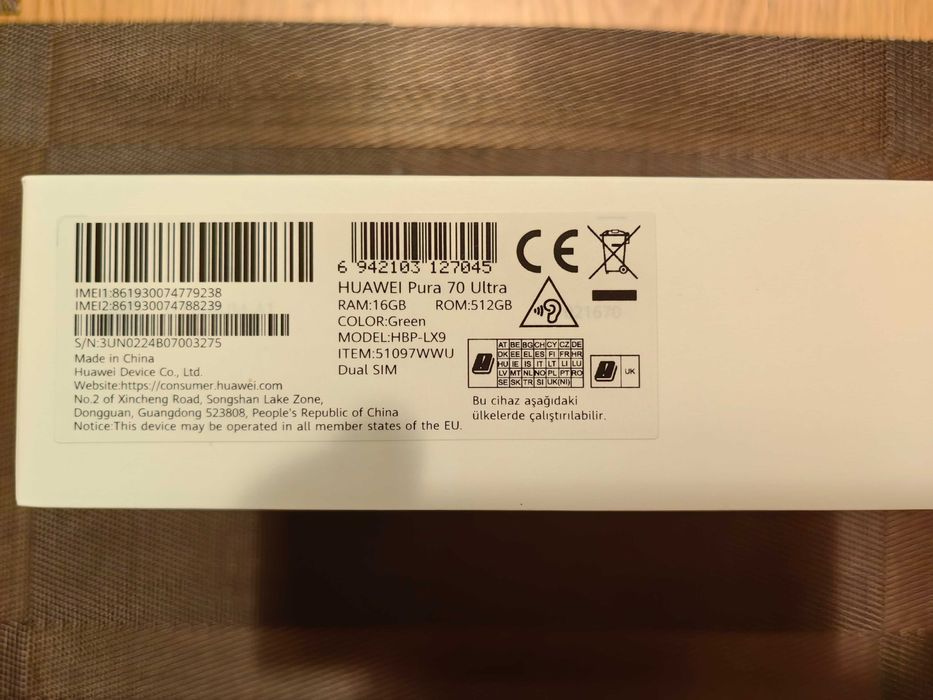 IMEI1:861930074779238
IMEI2:861930074788239
S/N:3UN0224B07003275
Made in China
Huawei Device Co., Ltd.
Website:https://consumer.huawei.com
No.2 of Xincheng Road, Songshan Lake Zone,
Dongguan, Guangdong 523808, People's Republic of China
Notice:This device may be operated in all member states of the EU.
6 942103 127045
HUAWEI Pura 70 Ultra
RAM:16GB ROM:512GB
COLOR:Green
MODEL:HBP-LX9
ITEM:51097WWU
Dual SIM
CE
AT BE BG CH CY CZ DE
DK EE EL ES FI FR HR
HU IE IS IT LT LI LU
LV MT NL NO PL PT RO
SE SK TR SI UK(NI)
UK
Bu cihaz aşağıdaki
ülkelerde çalıştırılabilir.